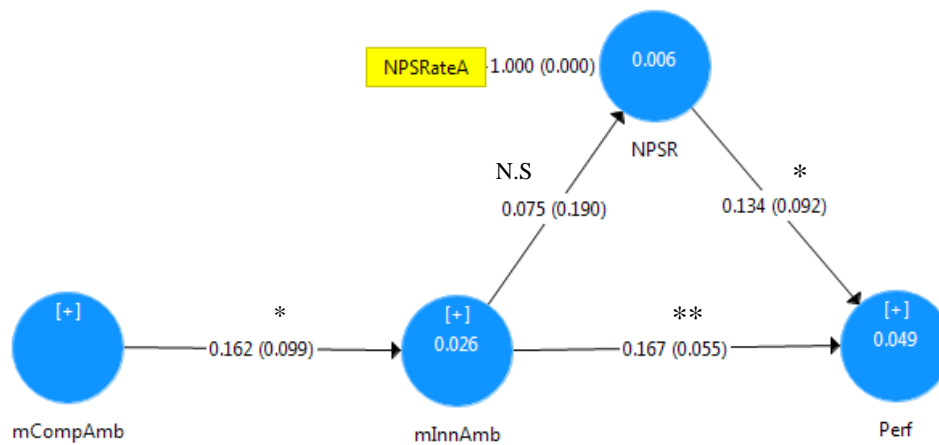 0.006
NPSRateA
1.000 (0.000)
NPSR
N.S
*
0.075 (0.190)
0.134 (0.092)
[+]
*
[+]
**
[+]
0.162 (0.099)
0.026
0.167 (0.055)
0.049
mCompAmb
mInnAmb
Perf